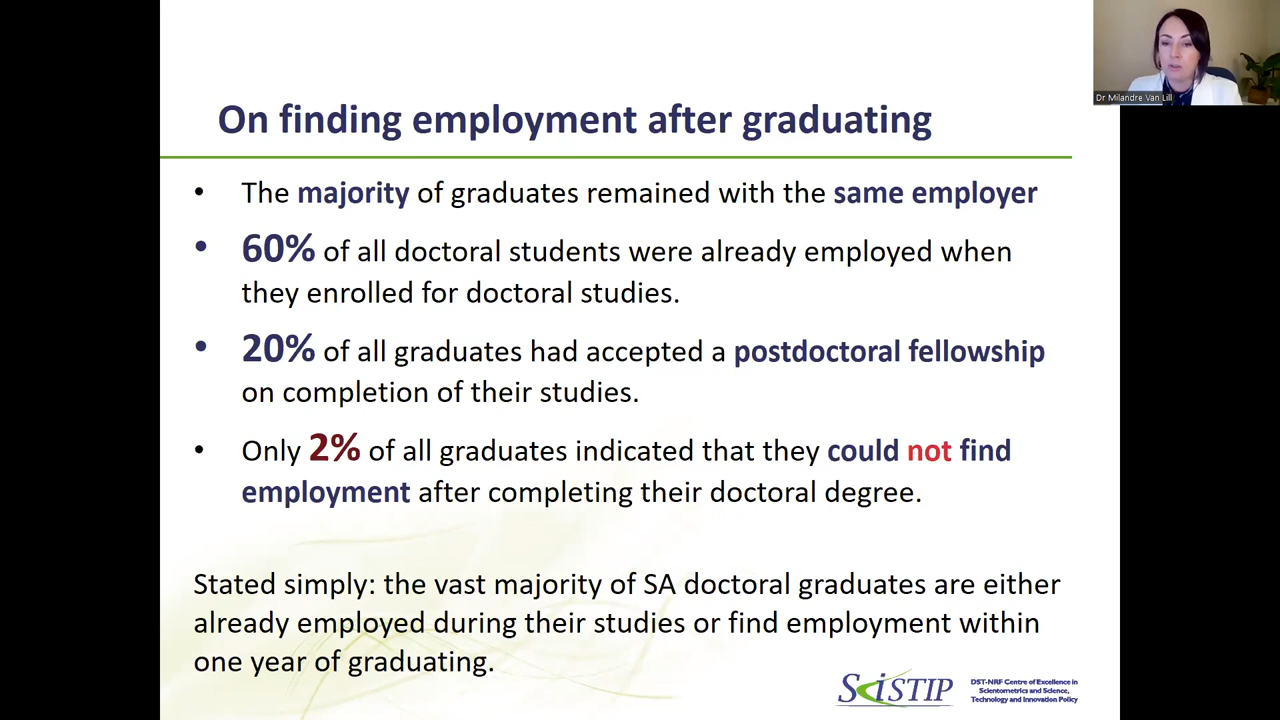 Dr Milandre Van Lill
On finding employment after graduating
• The majority of graduates remained with the same employer
• 60% of all doctoral students were already employed when
they enrolled for doctoral studies.
• 20% of all graduates had accepted a postdoctoral fellowship
on completion of their studies.
• Only 2% of all graduates indicated that they could not find
employment after completing their doctoral degree.
Stated simply: the vast majority of SA doctoral graduates are either
already employed during their studies or find employment within
one year of graduating.
SciSTIP
DST-NRF Centre of Excellence in
Scientometrics and Science,
Technology and Innovation Policy